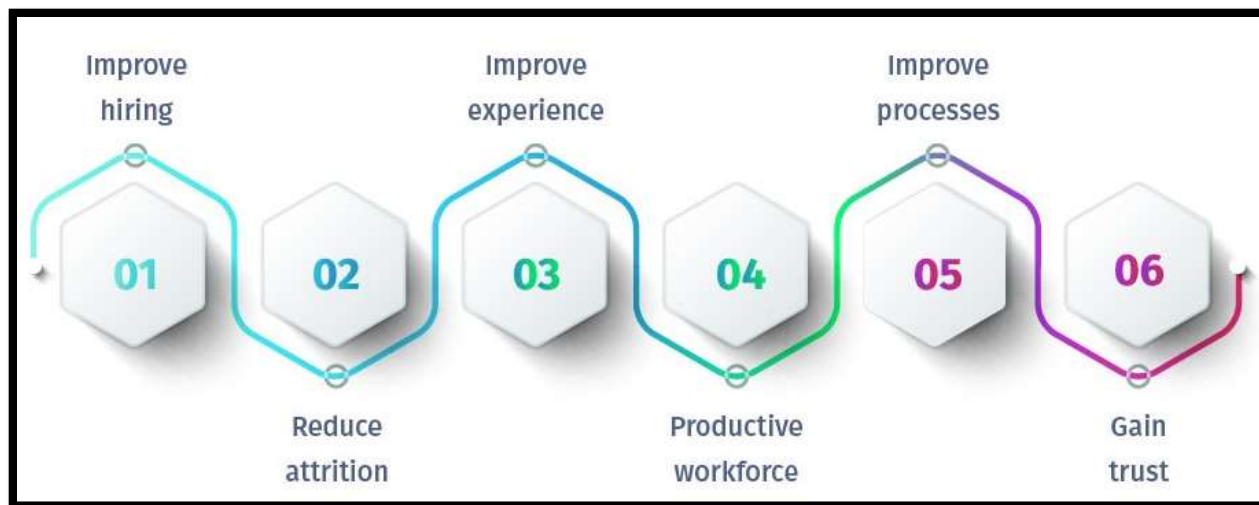 Improve
hiring
01
02
Reduce
attrition
Improve
experience
03
04
Productive
workforce
Improve
processes
05
06
Gain
trust